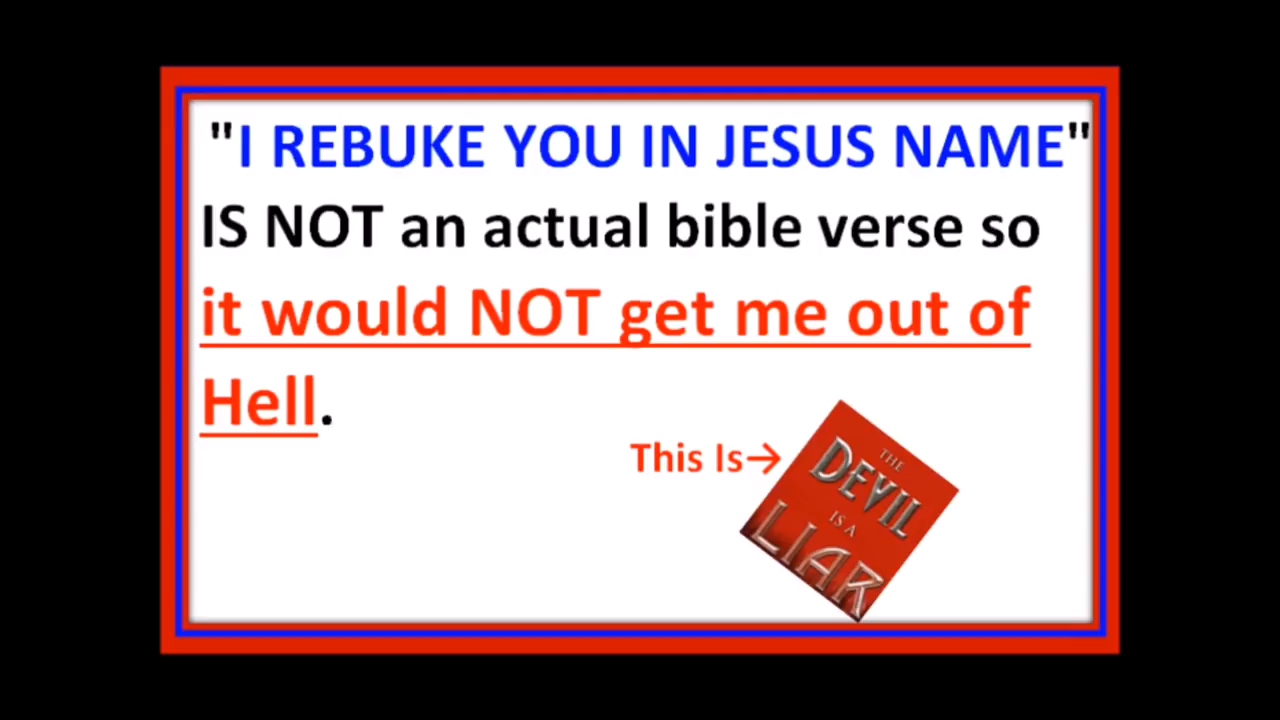 "I REBUKE YOU IN JESUS NAME"
IS NOT an actual bible verse so
it would NOT get me out of
Hell.
This Is→
THE
DEVIL
IS A
LIAR